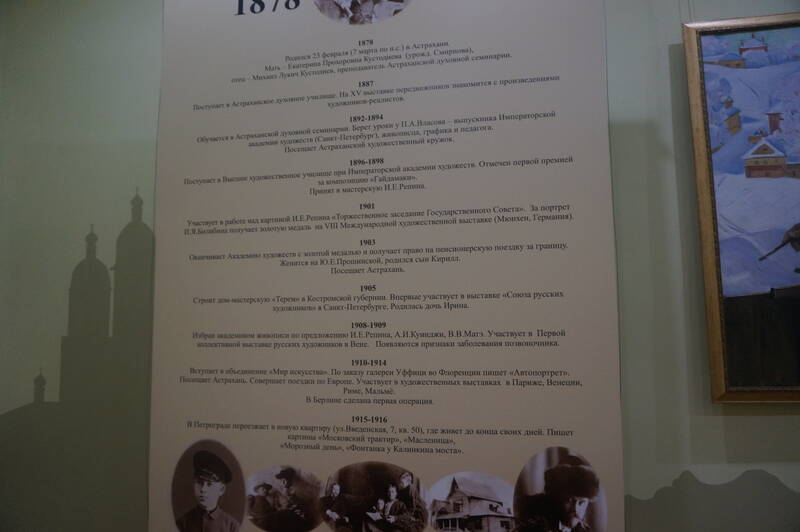 1878
1878
Родился 23 февраля (7 марта по н.с.) в Астрахани.
Мать – Екатерина Прохоровна Кустодиева (урожд. Смирнова),
отец – Михаил Лукич Кустодиев, преподаватель Астраханской духовной семинарии.
1887
Поступает в Астраханское духовное училище. На XV выставке передвижников знакомится с произведениями
художников-реалистов.
1892-1894
Обучается в Астраханской духовной семинарии. Берет уроки у П.А.Власова – выпускника Императорской
академии художеств (Санкт-Петербург), живописца, графика и педагога.
Посещает Астраханский художественный кружок.
1896-1898
Поступает в Высшее художественное училище при Императорской академии художеств. Отмечен первой премией
за композицию «Гайдамаки».
Принят в мастерскую И.Е.Репина.
1901
Участвует в работе над картиной И.Е.Репина «Торжественное заседание Государственного Совета». За портрет
И.Я.Билибина получает золотую медаль на VIII Международной художественной выставке (Мюнхен, Германия).
1903
Оканчивает Академию художеств с золотой медалью и получает право на пенсионерскую поездку за границу.
Женится на Ю.Е.Прошинской, родился сын Кирилл.
Посещает Астрахань.
1905
Строит дом-мастерскую «Терем» в Костромской губернии. Впервые участвует в выставке «Союза русских
художников» в Санкт-Петербурге. Родилась дочь Ирина.
1908-1909
Избран академиком живописи по предложению И.Е.Репина, А.И.Куинджи, В.В.Матэ. Участвует в Первой
коллективной выставке русских художников в Вене. Появляются признаки заболевания позвоночника.
1910-1914
Вступает в объединение «Мир искусства». По заказу галереи Уффици во Флоренции пишет «Автопортрет».
Посещает Астрахань. Совершает поездки по Европе. Участвует в художественных выставках в Париже, Венеции,
Риме, Мальмё.
В Берлине сделана первая операция.
1915-1916
В Петрограде переезжает в новую квартиру (ул.Введенская, 7, кв. 50), где живет до конца своих дней. Пишет
картины «Московский трактир», «Масленица»,
«Морозный день», «Фонтанка у Калинкина моста».